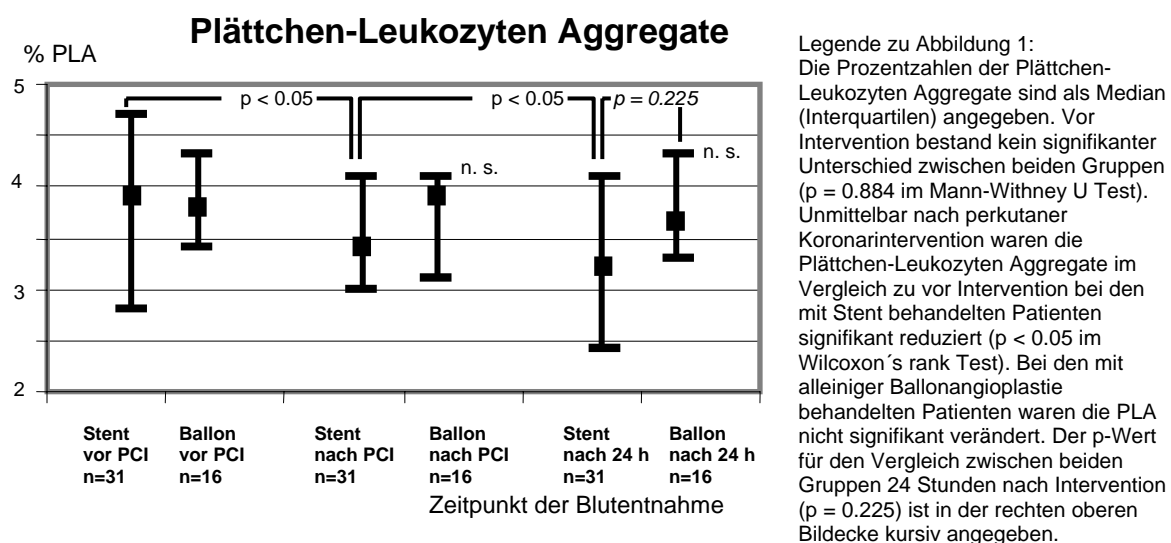 Plättchen-Leukozyten Aggregate
% PLA
5
4
3
2
p < 0.05
p < 0.05
p = 0.225
n. s.
n. s.
Stent
vor PCI
n=31
Ballon
vor PCI
n=16
Stent
nach PCI
n=31
Ballon
nach PCI
n=16
Stent
nach 24 h
n=31
Ballon
nach 24 h
n=16
Zeitpunkt der Blutentnahme
Legende zu Abbildung 1:
Die Prozentzahlen der Plättchen-
Leukozyten Aggregate sind als Median
(Interquartilen) angegeben. Vor
Intervention bestand kein signifikanter
Unterschied zwischen beiden Gruppen
(p = 0.884 im Mann-Withney U Test).
Unmittelbar nach perkutaner
Koronarintervention waren die
Plättchen-Leukozyten Aggregate im
Vergleich zu vor Intervention bei den
mit Stent behandelten Patienten
signifikant reduziert (p < 0.05 im
Wilcoxon´s rank Test). Bei den mit
alleiniger Ballonangioplastie
behandelten Patienten waren die PLA
nicht signifikant verändert. Der p-Wert
für den Vergleich zwischen beiden
Gruppen 24 Stunden nach Intervention
(p = 0.225) ist in der rechten oberen
Bildecke kursiv angegeben.